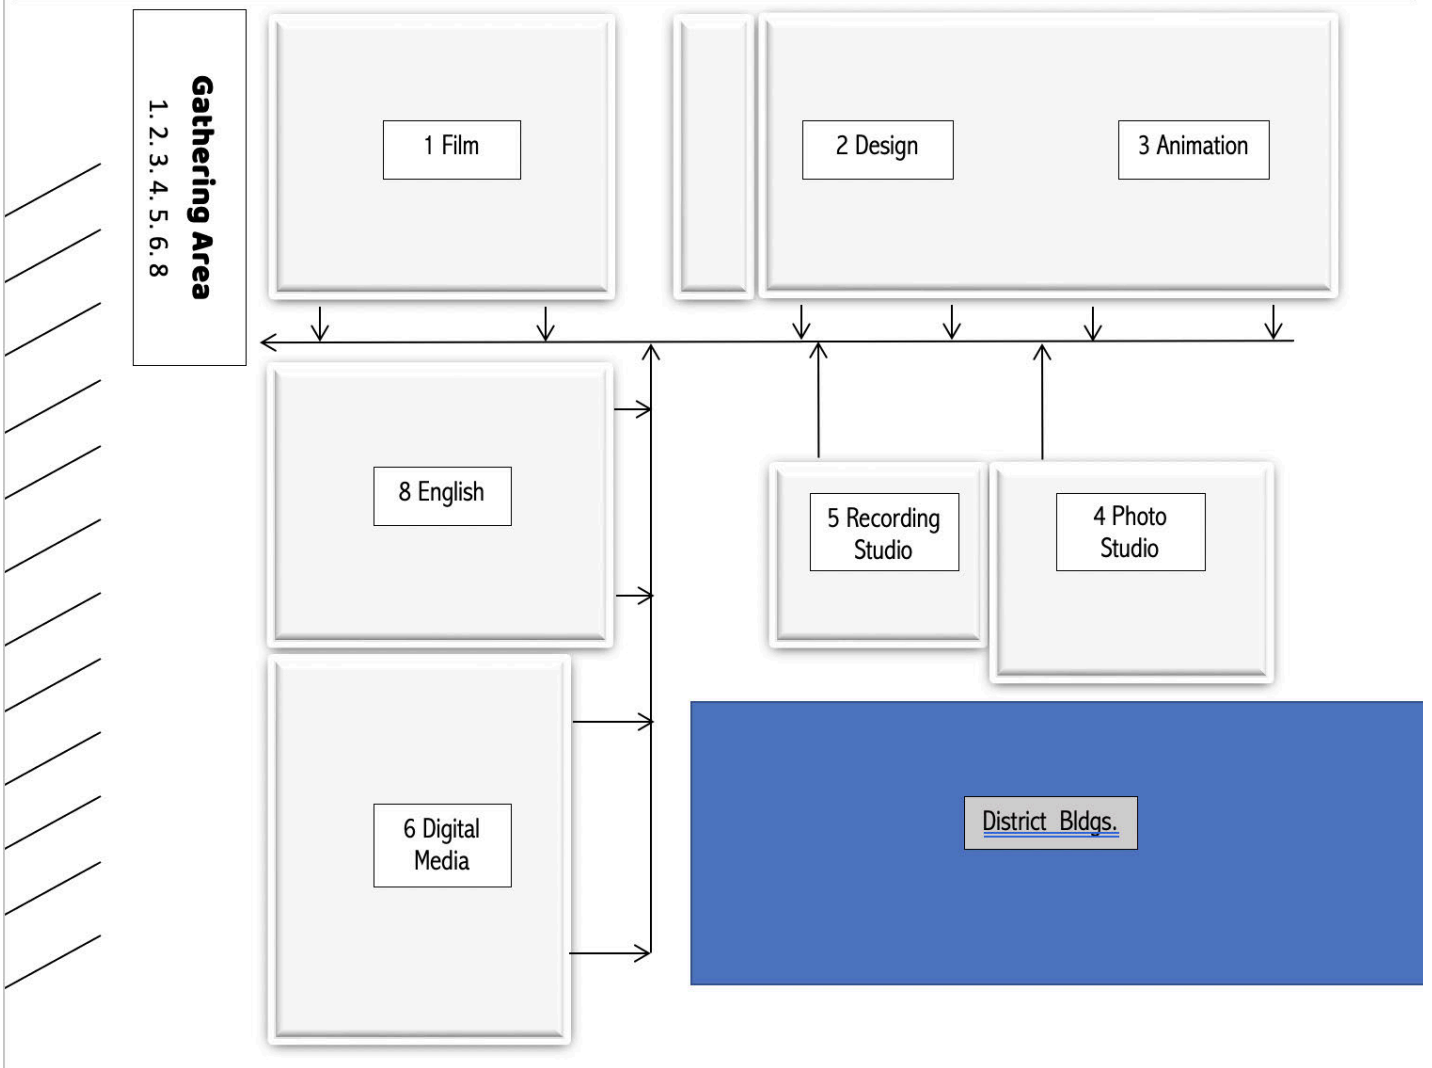 Gathering Area
1. 2. 3. 4. 5. 6. 8
1 Film
2 Design
3 Animation
8 English
5 Recording
Studio
4 Photo
Studio
6 Digital
Media
District Bldgs.